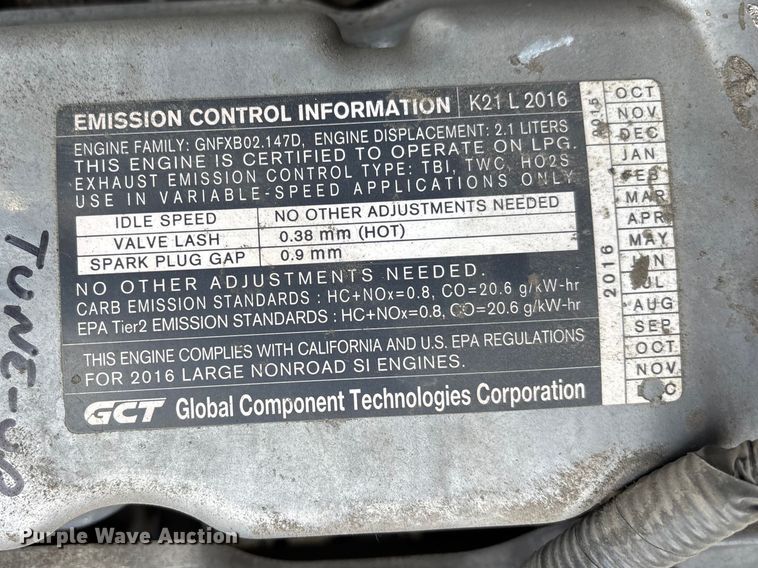 EMISSION CONTROL INFORMATION K21 L 2016
ENGINE FAMILY: GNFXB02.147D, ENGINE DISPLACEMENT: 2.1 LITERS
THIS ENGINE IS CERTIFIED TO OPERATE ON LPG.
EXHAUST EMISSION CONTROL TYPE: TBI, TWC, HO2S
USE IN VARIABLE-SPEED APPLICATIONS ONLY
IDLE SPEED NO OTHER ADJUSTMENTS NEEDED
VALVE LASH 0.38 mm (HOT)
SPARK PLUG GAP 0.9 mm
NO OTHER ADJUSTMENTS NEEDED.
CARB EMISSION STANDARDS : HC+NOx=0.8, CO=20.6 g/kW-hr
EPA Tier2 EMISSION STANDARDS : HC+NOx=0.8, CO=20.6 g/kW-hr
THIS ENGINE COMPLIES WITH CALIFORNIA AND U.S. EPA REGULATIONS
FOR 2016 LARGE NONROAD SI ENGINES.
GCT Global Component Technologies Corporation
2015
OCT
NOV
DEC
2016
JAN
FEB
MAR
APR
MAY
JUN
JUL
AUG
SEP
OCT
NOV
TUNE-UP
Purple Wave Auction